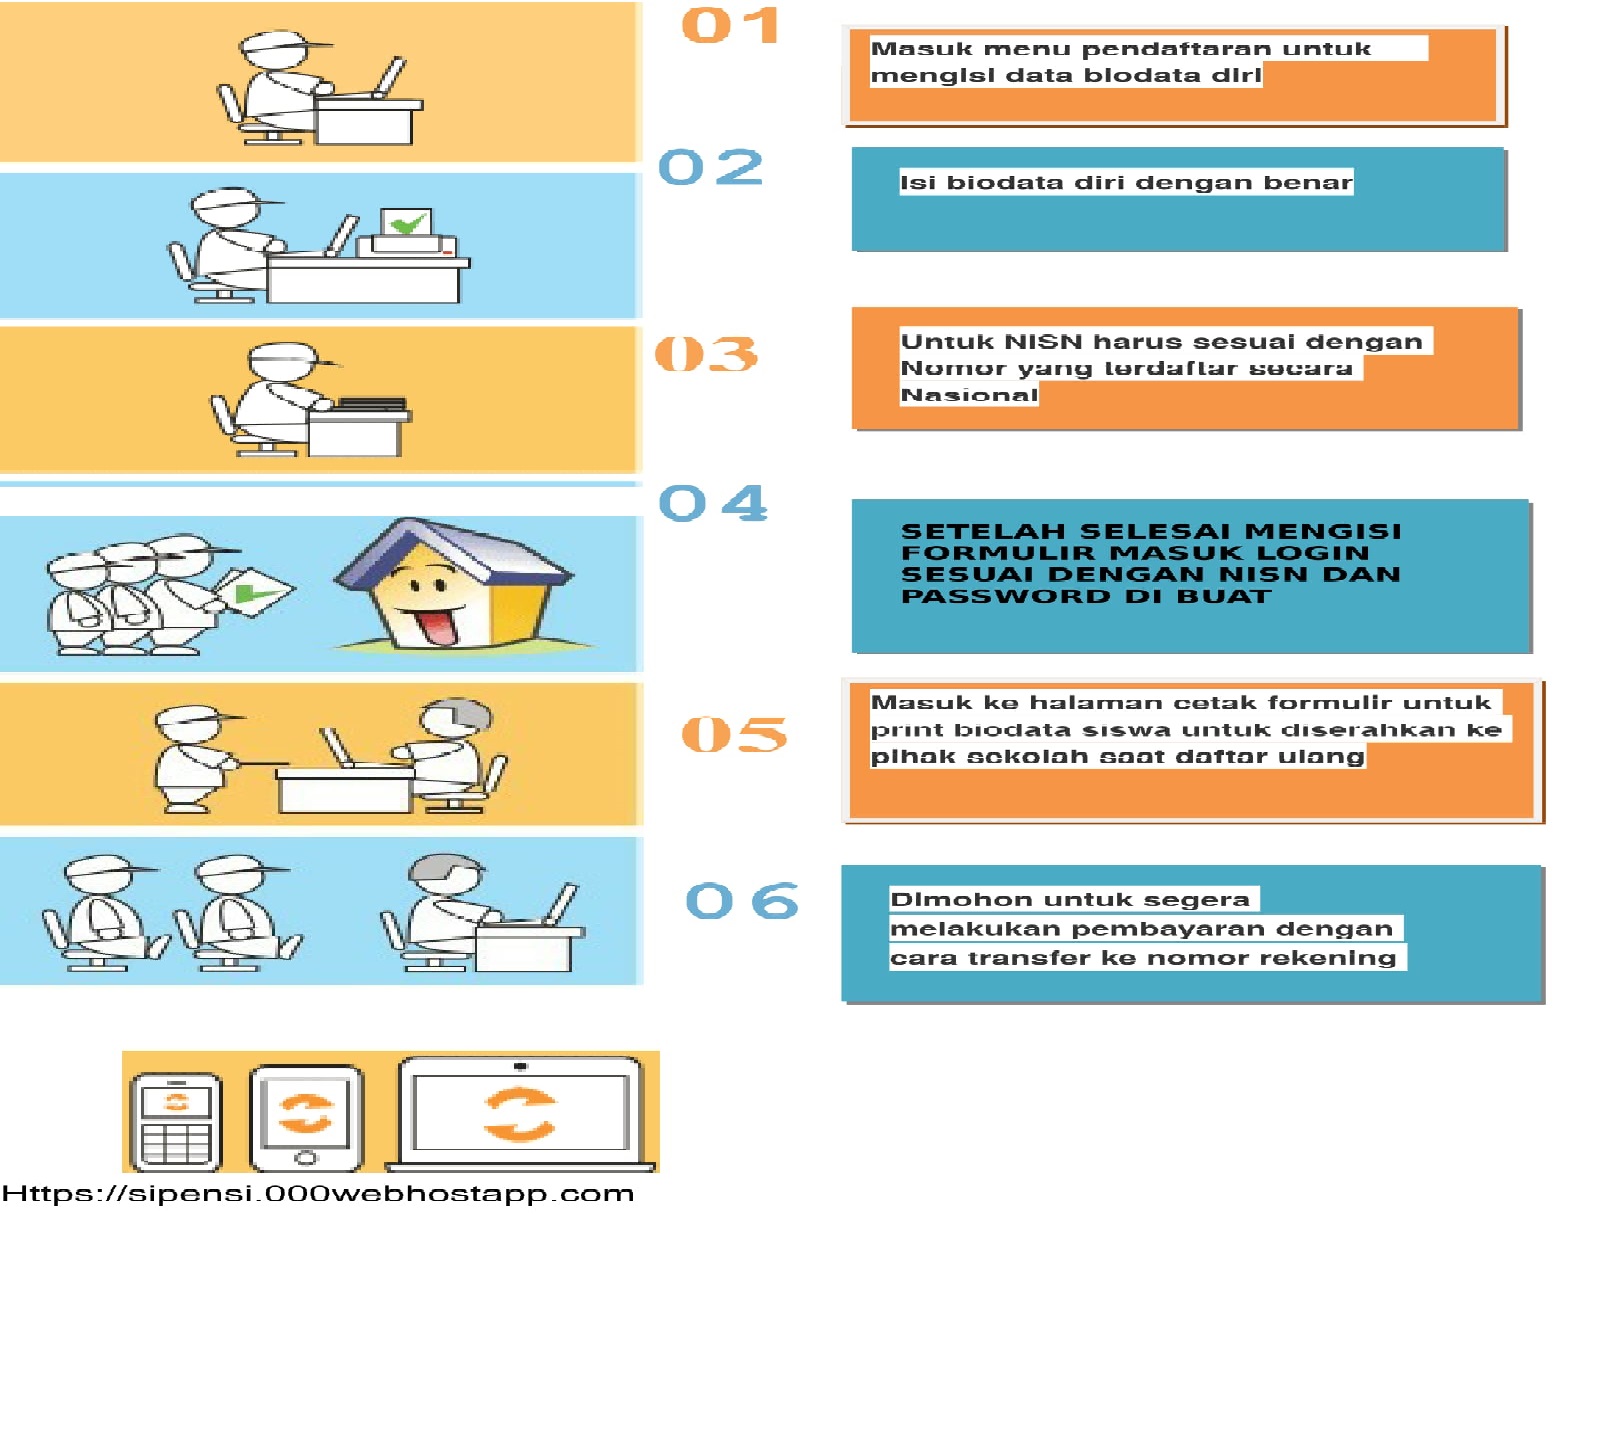 01
Masuk menu pendaftaran untuk
mengisi data biodata diri
02
Isi biodata diri dengan benar
03
Untuk NISN harus sesuai dengan
Nomor yang terdaftar secara
Nasional
04
SETELAH SELESAI MENGISI
FORMULIR MASUK LOGIN
SESUAI DENGAN NISN DAN
PASSWORD DI BUAT
05
Masuk ke halaman cetak formulir untuk
print biodata siswa untuk diserahkan ke
pihak sekolah saat daftar ulang
06
Dimohon untuk segera
melakukan pembayaran dengan
cara transfer ke nomor rekening
Https://sipensi.000webhostapp.com